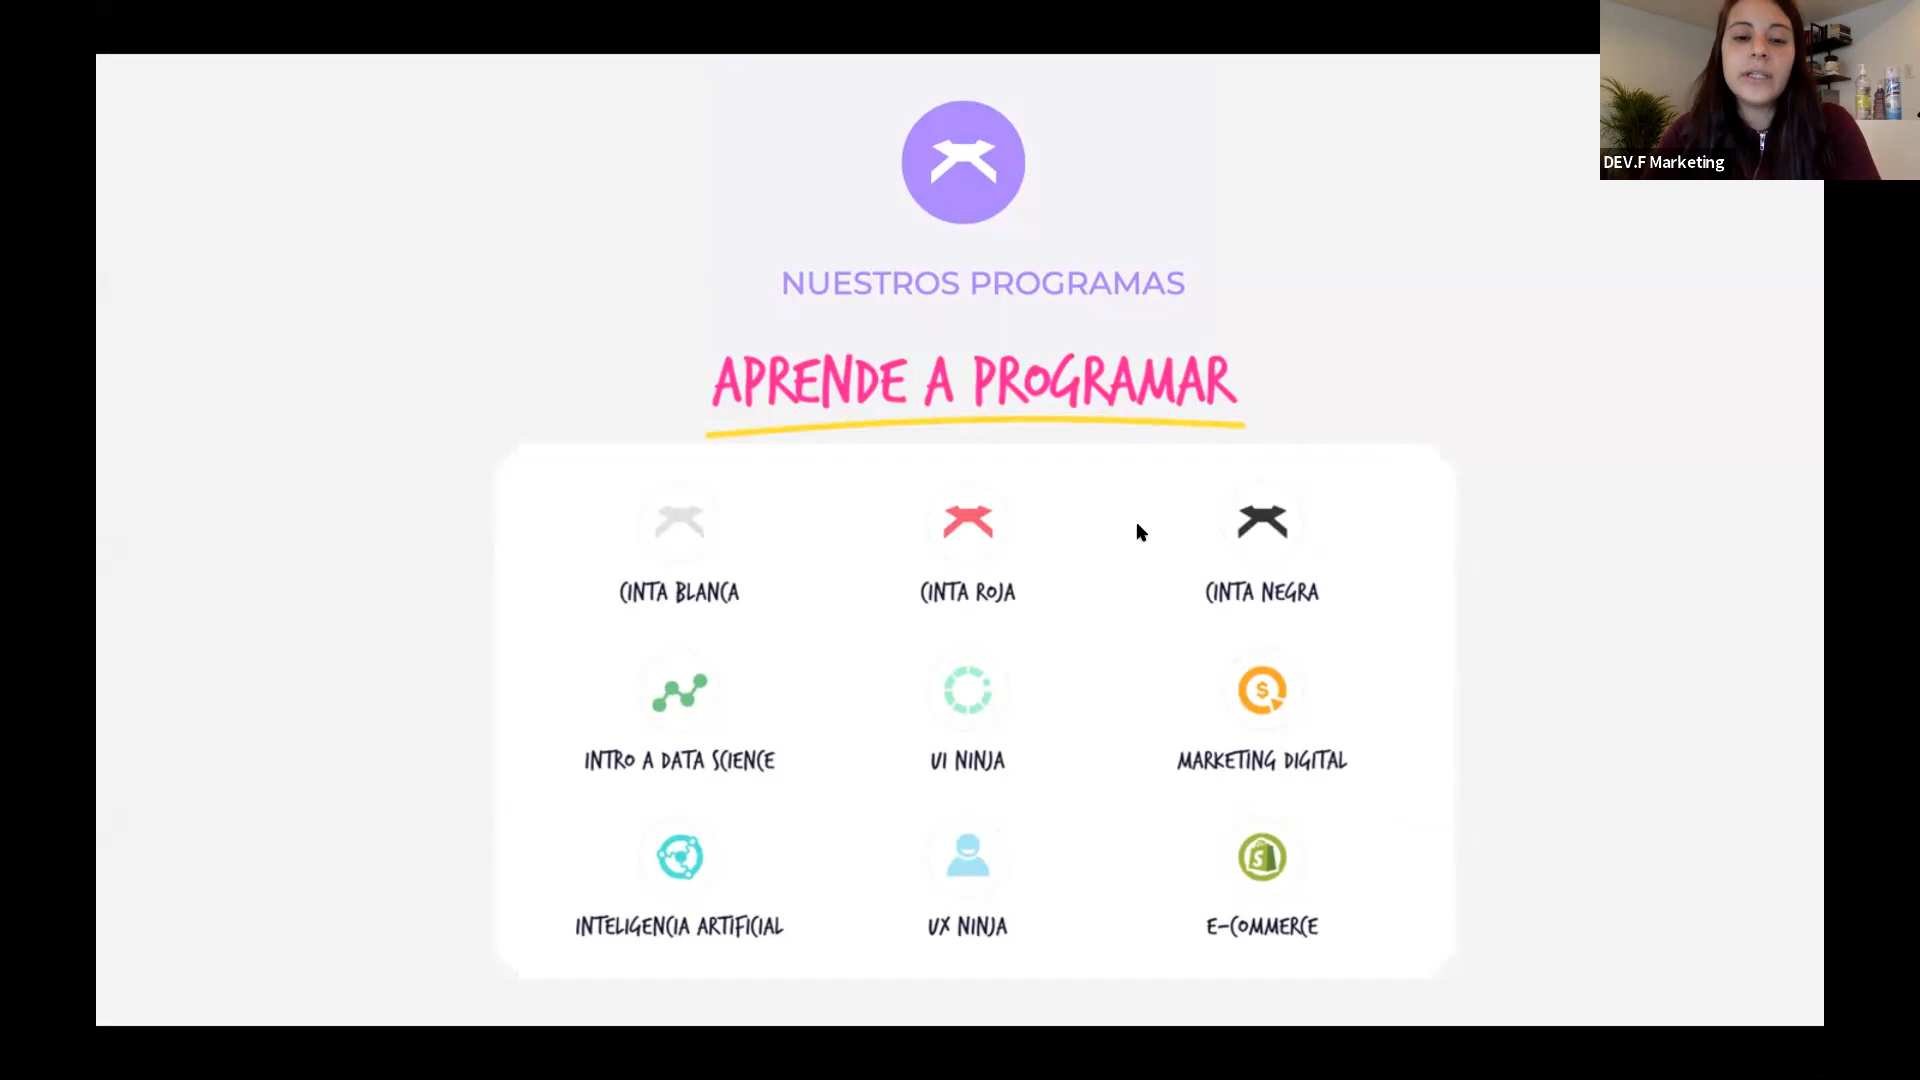 DEV.F Marketing
NUESTROS PROGRAMAS
APRENDE A PROGRAMAR
CINTA BLANCA
CINTA ROJA
CINTA NEGRA
INTRO A DATA SCIENCE
UI NINJA
MARKETING DIGITAL
INTELIGENCIA ARTIFICIAL
UX NINJA
E-COMMERCE